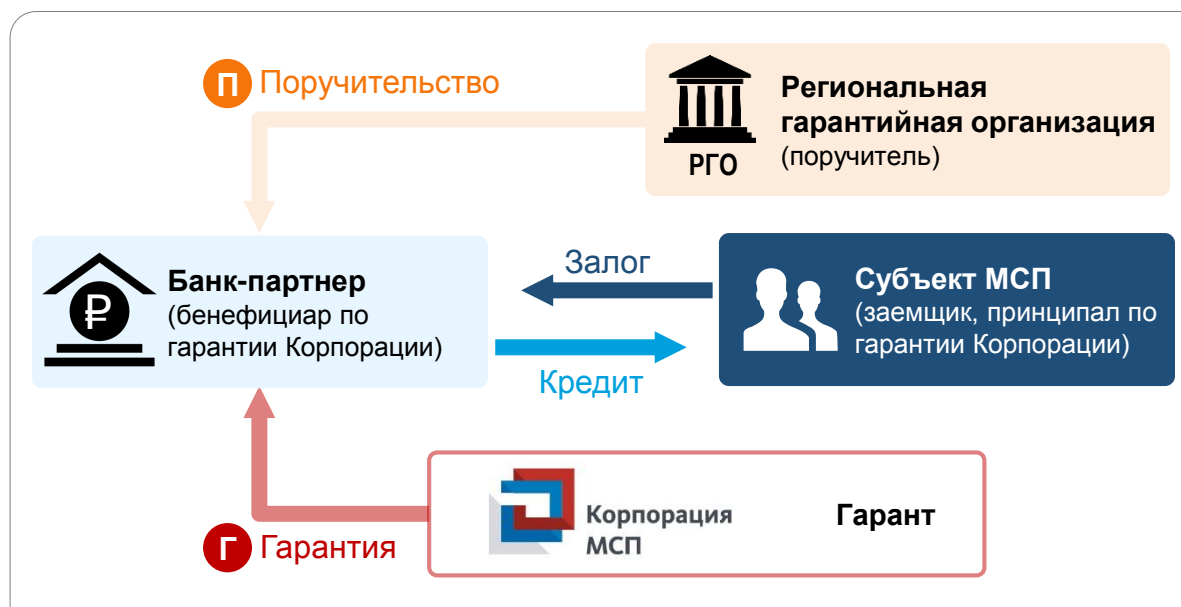 П Поручительство
Региональная
гарантийная организация
(поручитель)
РГО
Банк-партнер
(бенефициар по
гарантии Корпорации)
₽
Залог
Кредит
Субъект МСП
(заемщик, принципал по
гарантии Корпорации)
Г Гарантия
Корпорация
МСП
Гарант